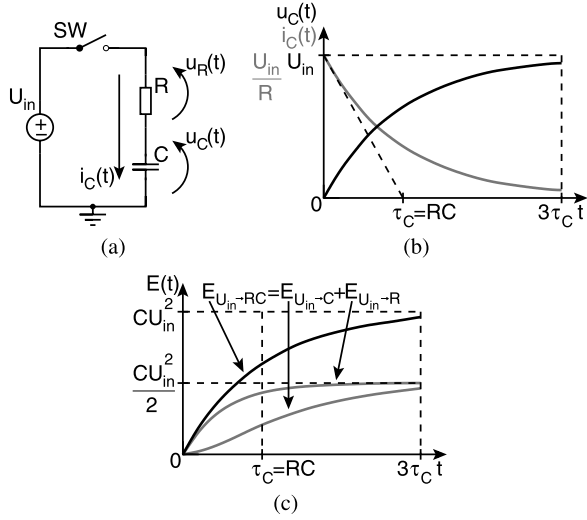 SW
R
u_R(t)
U_in
C
u_C(t)
i_C(t)
(a)
u_C(t)
i_C(t)
U_in/R U_in
0
τ_C=RC
3τ_C t
(b)
E(t)
CU_in^2
E_{U_in→RC}=E_{U_in→C}+E_{U_in→R}
CU_in^2/2
0
τ_C=RC
3τ_C t
(c)